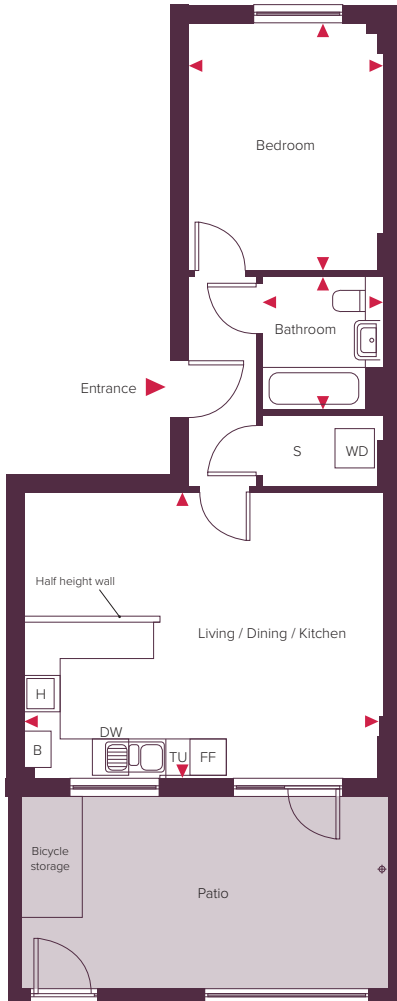 Bedroom
Bathroom
Entrance
S
WD
Half height wall
Living / Dining / Kitchen
H
DW
B
TU
FF
Bicycle
storage
Patio